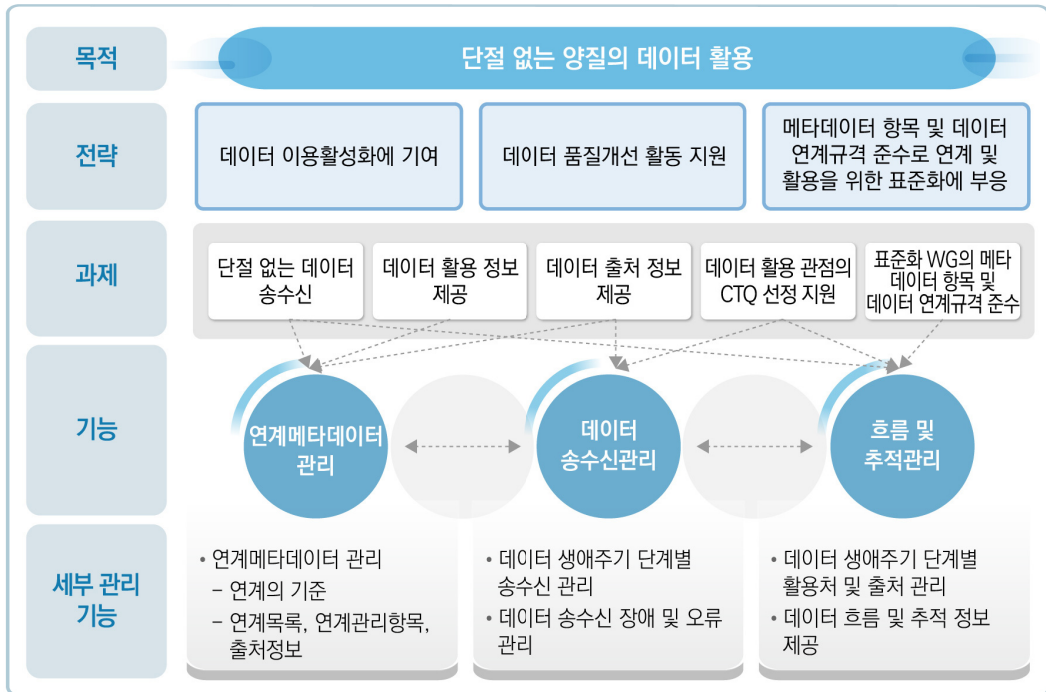 목적
단절 없는 양질의 데이터 활용
전략
데이터 이용활성화에 기여
데이터 품질개선 활동 지원
메타데이터 항목 및 데이터
연계규격 준수로 연계 및
활용을 위한 표준화에 부응
과제
단절 없는 데이터
송수신
데이터 활용 정보
제공
데이터 출처 정보
제공
데이터 활용 관점의
CTQ 선정 지원
표준화 WG의 메타
데이터 항목 및
데이터 연계규격 준수
기능
연계메타데이터
관리
데이터
송수신관리
흐름 및
추적관리
세부 관리
기능
• 연계메타데이터 관리
– 연계의 기준
– 연계목록, 연계관리항목,
출처정보
• 데이터 생애주기 단계별
송수신 관리
• 데이터 송수신 장애 및 오류
관리
• 데이터 생애주기 단계별
활용처 및 출처 관리
• 데이터 흐름 및 추적 정보
제공